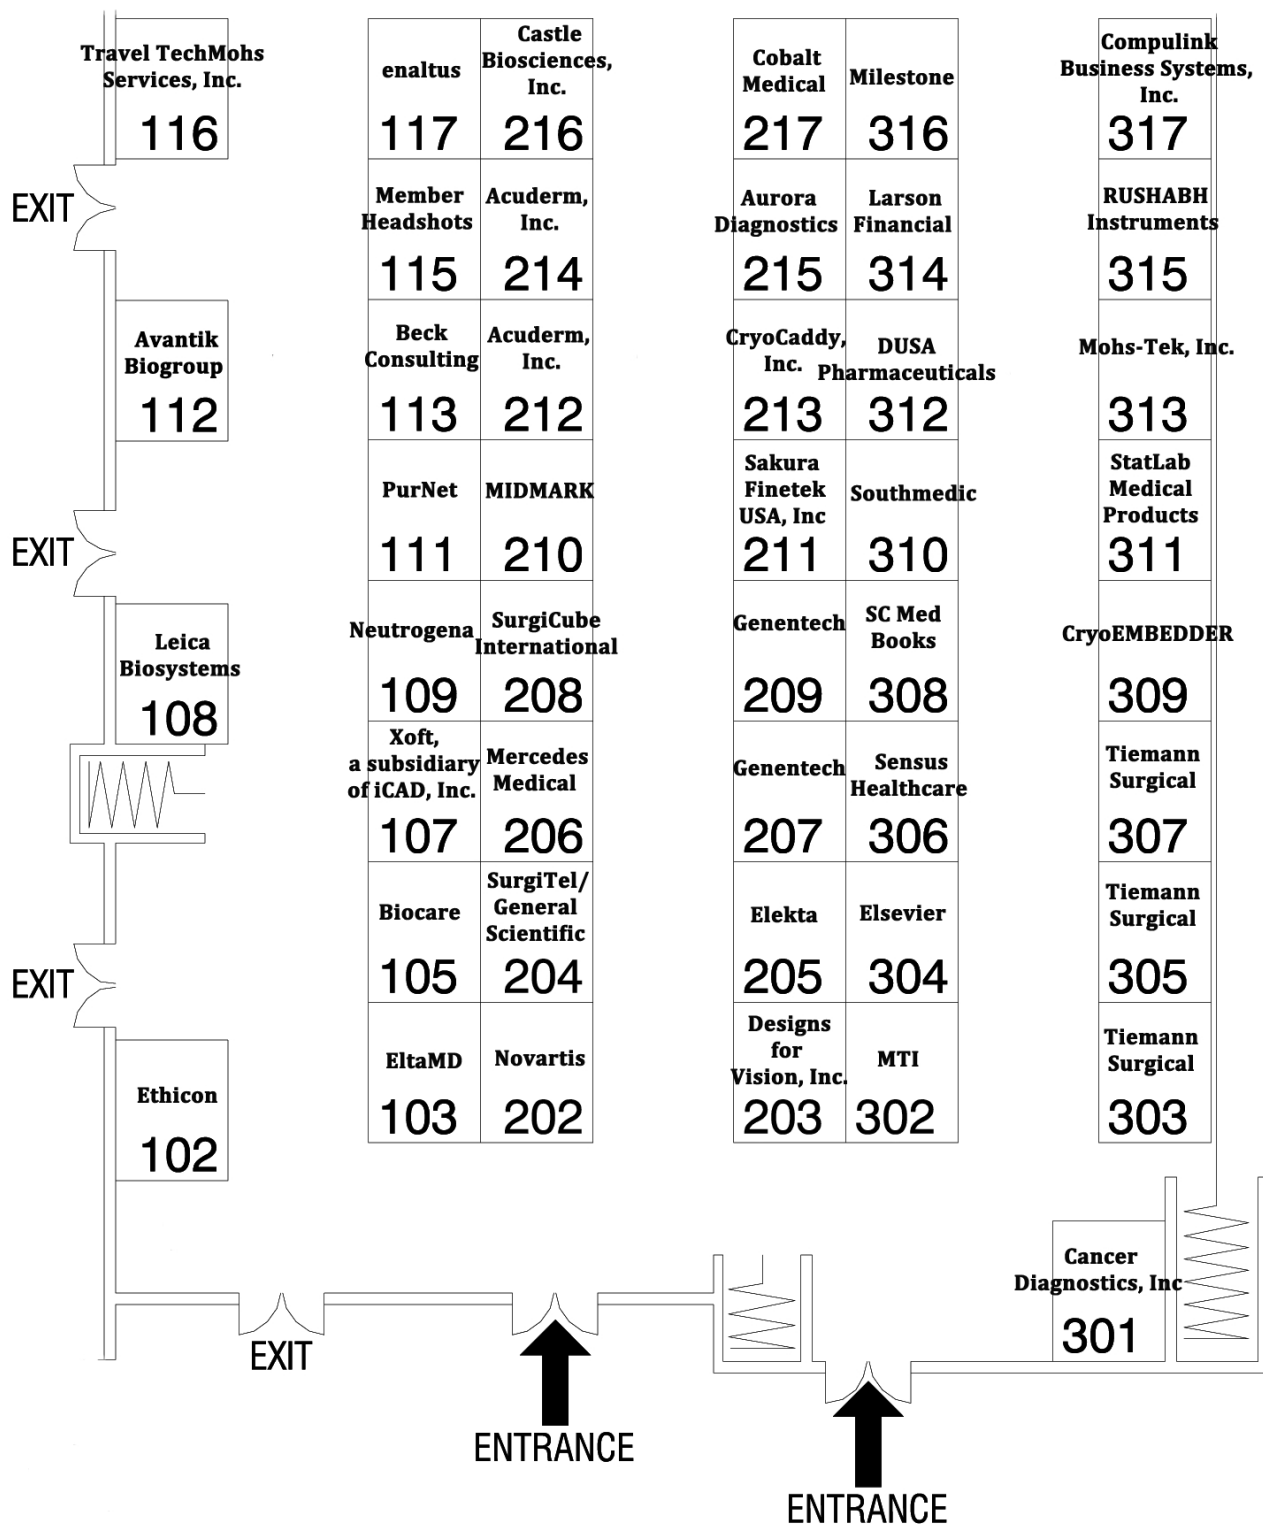 Travel TechMohs
Services, Inc.
116
enaltus
117
Castle
Biosciences,
Inc.
216
Cobalt
Medical
217
Milestone
316
Compulink
Business Systems,
Inc.
317
EXIT
Member
Headshots
115
Acuderm,
Inc.
214
Aurora
Diagnostics
215
Larson
Financial
314
RUSHABH
Instruments
315
Avantik
Biogroup
112
Beck
Consulting
113
Acuderm,
Inc.
212
CryoCaddy,
Inc.
213
DUSA
Pharmaceuticals
312
Mohs-Tek, Inc.
313
EXIT
PurNet
111
MIDMARK
210
Sakura
Finetek
USA, Inc
211
Southmedic
310
StatLab
Medical
Products
311
Leica
Biosystems
108
Neutrogena
109
SurgiCube
International
208
Genentech
209
SC Med
Books
308
CryoEMBEDDER
309
Xoft,
a subsidiary
of iCAD, Inc.
107
Mercedes
Medical
206
Genentech
207
Sensus
Healthcare
306
Tiemann
Surgical
307
EXIT
Biocare
105
SurgiTel/
General
Scientific
204
Elekta
205
Elsevier
304
Tiemann
Surgical
305
Ethicon
102
EltaMD
103
Novartis
202
Designs
for
Vision, Inc.
203
MTI
302
Tiemann
Surgical
303
Cancer
Diagnostics, Inc
301
EXIT
ENTRANCE
ENTRANCE